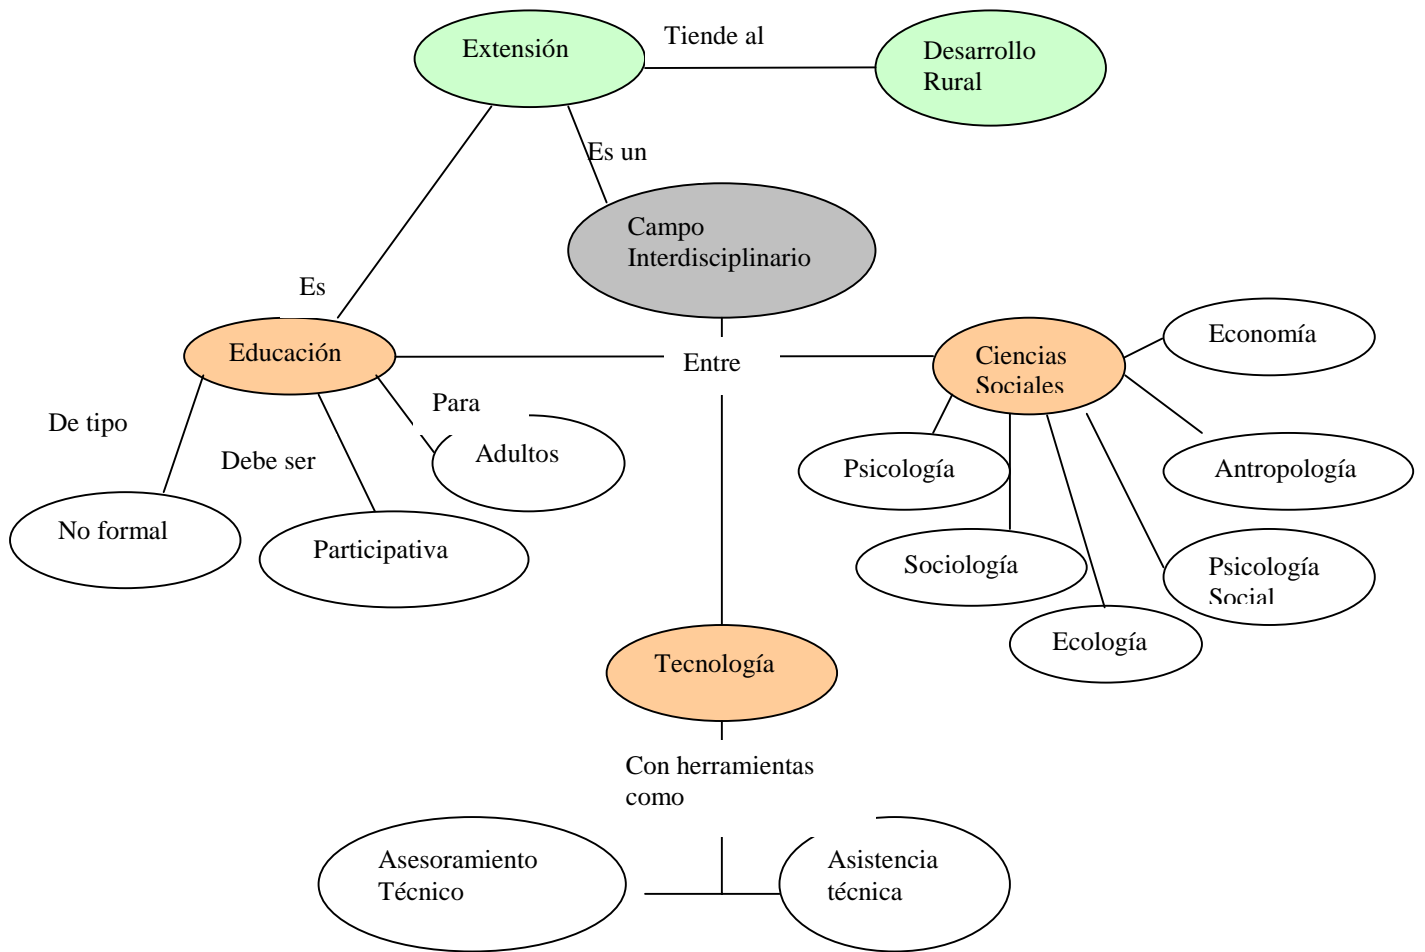 Extensión
Tiende al
Desarrollo
Rural
Es un
Campo
Interdisciplinario
Es
Educación
Entre
Ciencias
Sociales
Economía
De tipo
Debe ser
Para
Adultos
Psicología
Antropología
No formal
Participativa
Sociología
Psicología
Social
Ecología
Tecnología
Con herramientas
como
Asesoramiento
Técnico
Asistencia
técnica